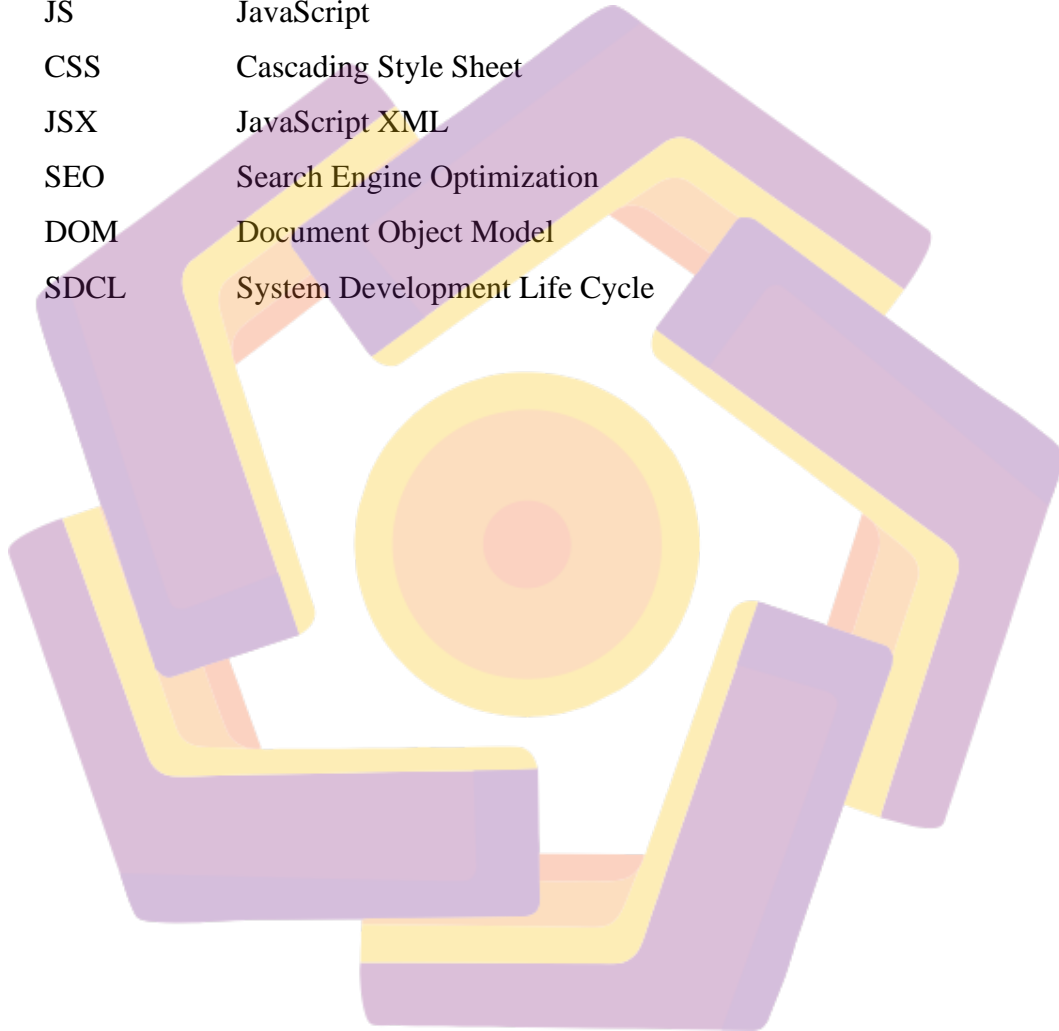 JS JavaScript
CSS Cascading Style Sheet
JSX JavaScript XML
SEO Search Engine Optimization
DOM Document Object Model
SDCL System Development Life Cycle